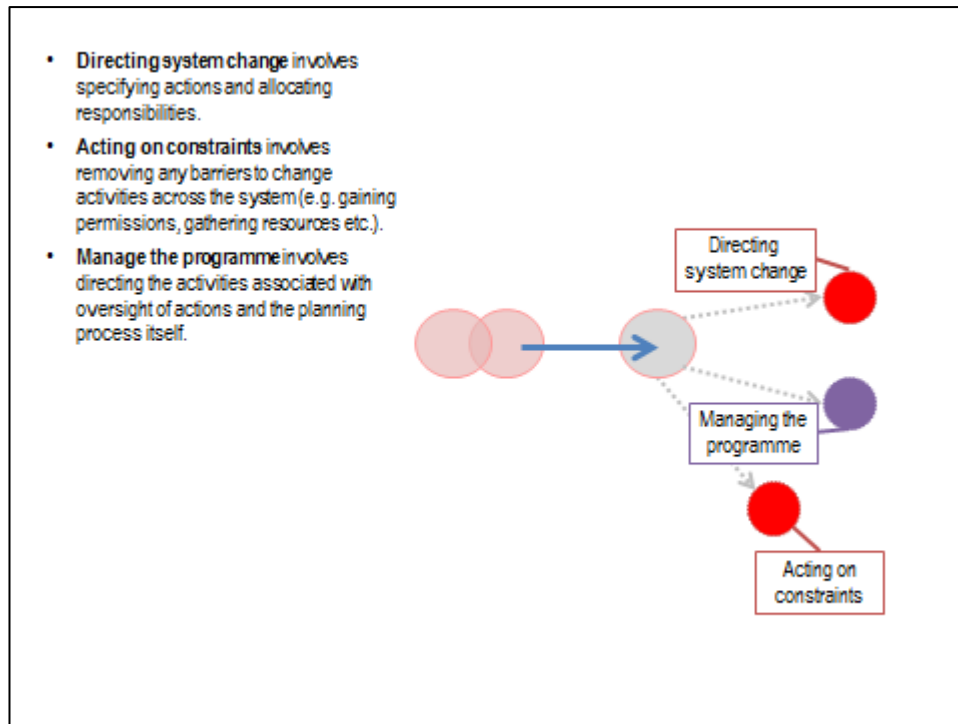 • Directing system change involves
specifying actions and allocating
responsibilities.
• Acting on constraints involves
removing any barriers to change
activities across the system (e.g. gaining
permissions, gathering resources etc.).
• Manage the programme involves
directing the activities associated with
oversight of actions and the planning
process itself.
Directing
system change
Managing the
programme
Acting on
constraints